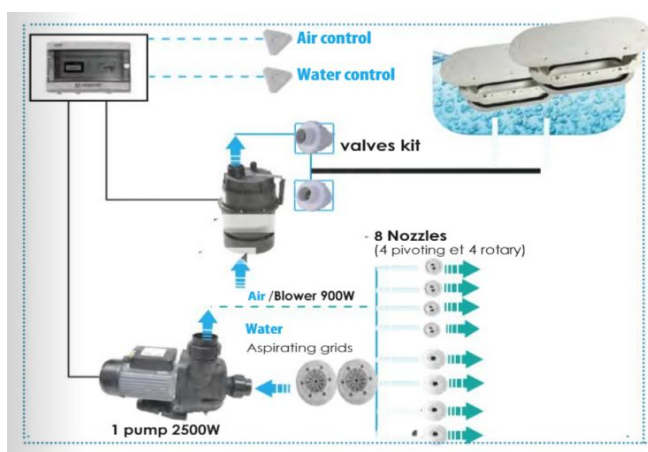 Air control
Water control
valves kit
- 8 Nozzles
(4 pivoting et 4 rotary)
Air /Blower 900W
Water
Aspirating grids
1 pump 2500W